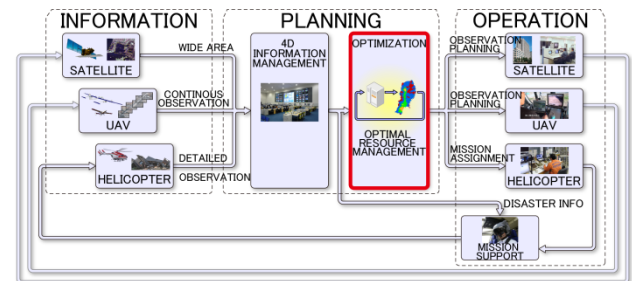 INFORMATION
PLANNING
OPERATION
SATELLITE
WIDE AREA
UAV
CONTINOUS
OBSERVATION
HELICOPTER
DETAILED
OBSERVATION
4D
INFORMATION
MANAGEMENT
OPTIMIZATION
OPTIMAL
RESOURCE
MANAGEMENT
OBSERVATION
PLANNING
SATELLITE
OBSERVATION
PLANNING
UAV
MISSION
ASSIGNMENT
HELICOPTER
DISASTER INFO
MISSION
SUPPORT